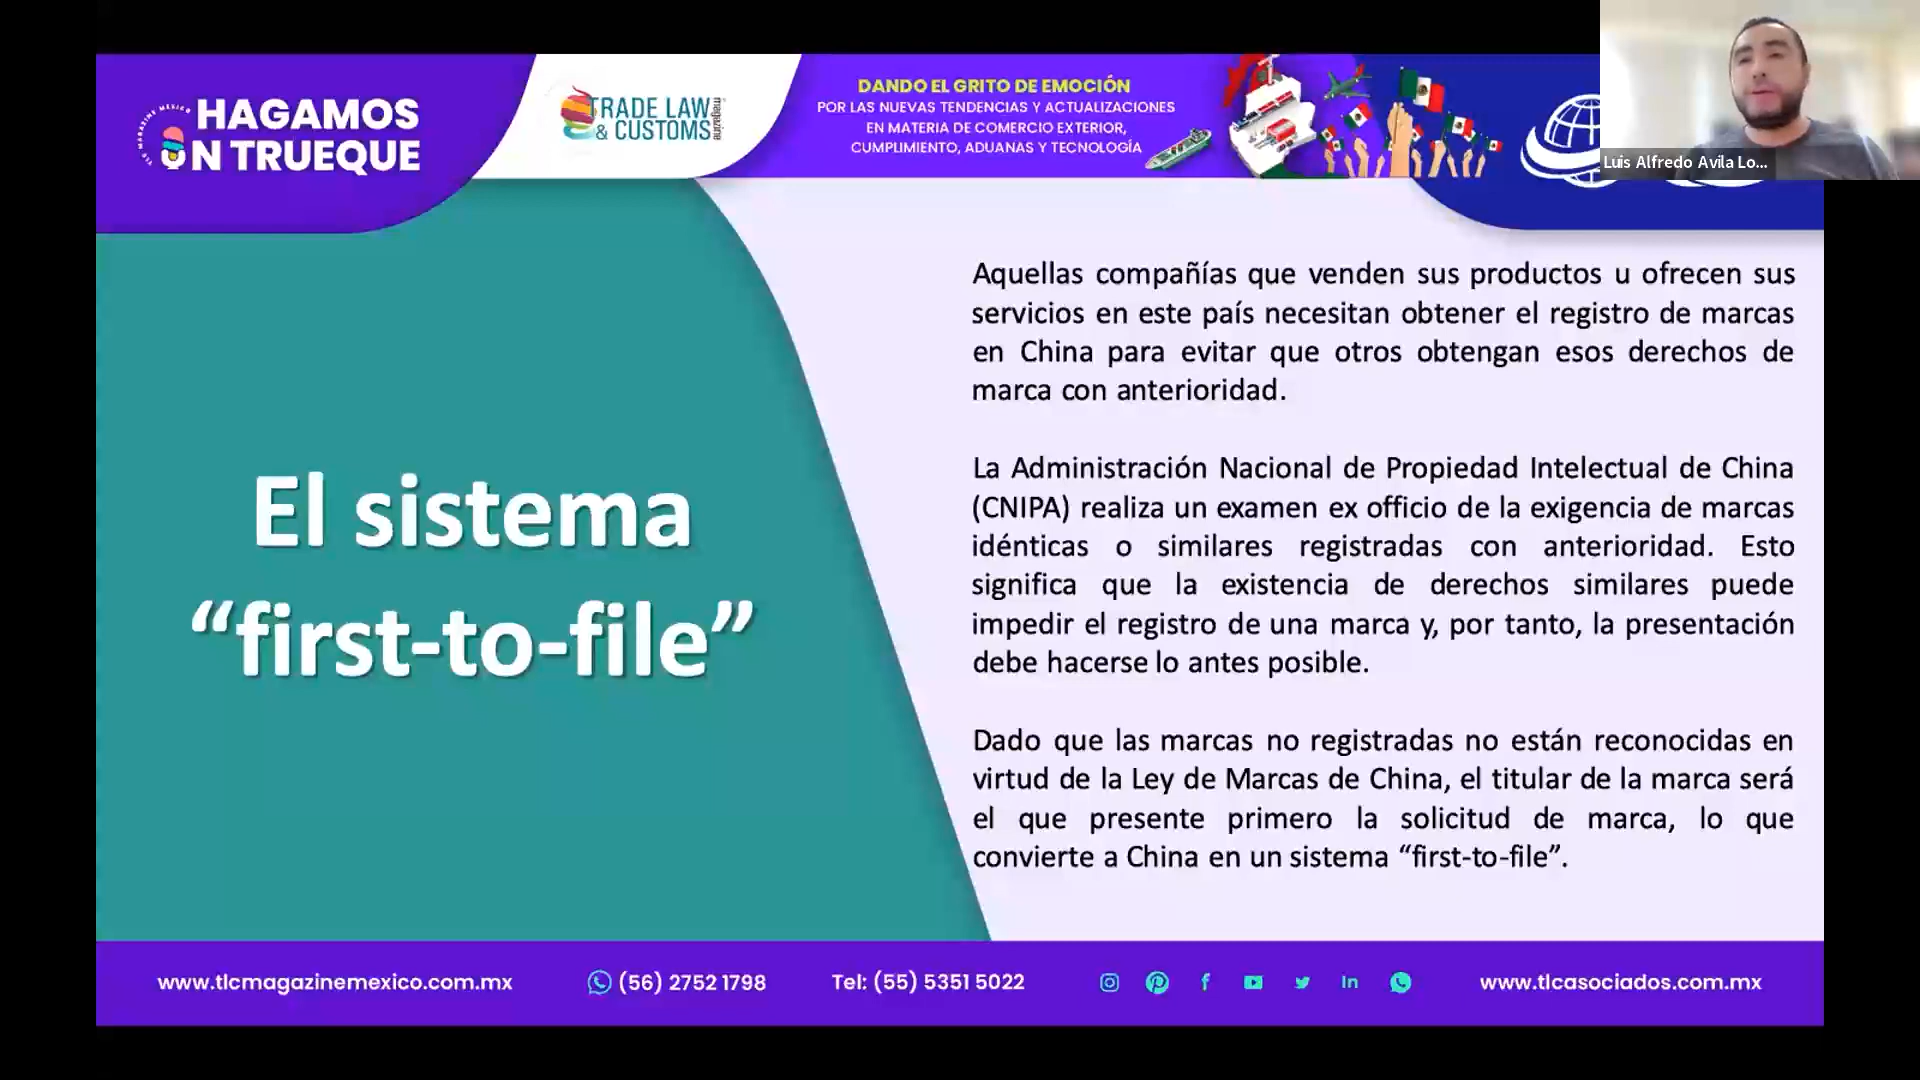 HAGAMOS
UN TRUEQUE
TLC MAGAZINE MEXICO
TRADE LAW
& CUSTOMS
magazine
DANDO EL GRITO DE EMOCIÓN
POR LAS NUEVAS TENDENCIAS Y ACTUALIZACIONES
EN MATERIA DE COMERCIO EXTERIOR,
CUMPLIMIENTO, ADUANAS Y TECNOLOGÍA
Luis Alfredo Avila Lo...
El sistema
“first-to-file”
Aquellas compañías que venden sus productos u ofrecen sus
servicios en este país necesitan obtener el registro de marcas
en China para evitar que otros obtengan esos derechos de
marca con anterioridad.
La Administración Nacional de Propiedad Intelectual de China
(CNIPA) realiza un examen ex officio de la exigencia de marcas
idénticas o similares registradas con anterioridad. Esto
significa que la existencia de derechos similares puede
impedir el registro de una marca y, por tanto, la presentación
debe hacerse lo antes posible.
Dado que las marcas no registradas no están reconocidas en
virtud de la Ley de Marcas de China, el titular de la marca será
el que presente primero la solicitud de marca, lo que
convierte a China en un sistema “first-to-file”.
www.tlcmagazinemexico.com.mx
(56) 2752 1798
Tel: (55) 5351 5022
www.tlcasociados.com.mx